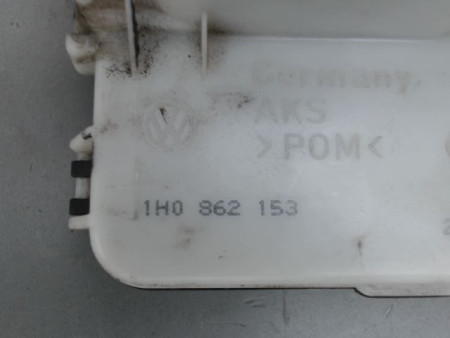 Germany
AKS
>POM<
1H0 862 153